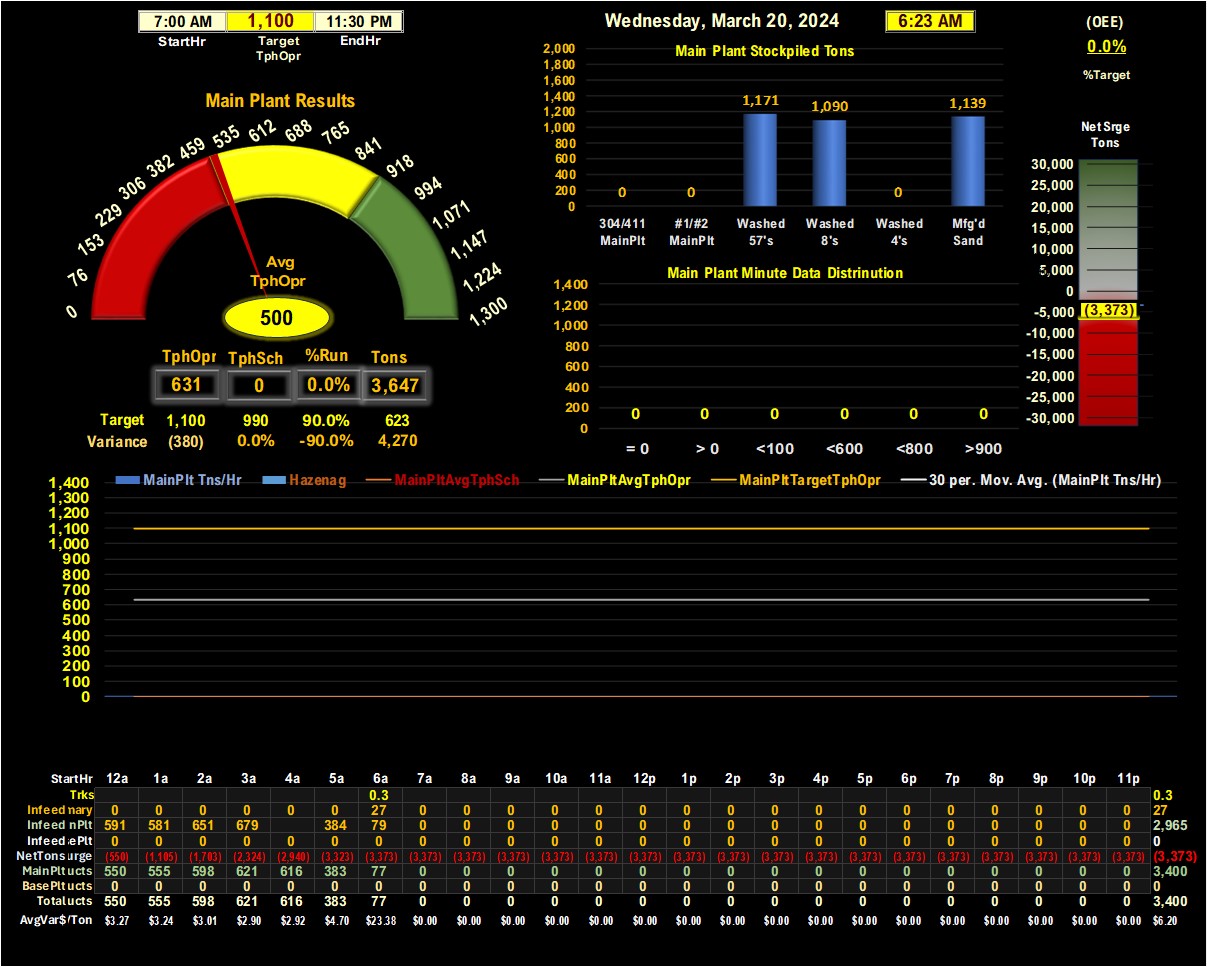 7:00 AM 1,100 11:30 PM
StartHr Target TphOpr EndHr
Wednesday, March 20, 2024 6:23 AM
(OEE)
0.0%
%Target
Main Plant Results
0 76 153 229 306 382 459 535 612 688 765 841 918 994 1,071 1,147 1,224 1,300
Avg
TphOpr
500
TphOpr TphSch %Run Tons
631 0 0.0% 3,647
Target 1,100 990 90.0% 623
Variance (380) 0.0% -90.0% 4,270
Main Plant Stockpiled Tons
2,000
1,800
1,600
1,400
1,200
1,000
800
600
400
200
0
0 0 1,171 1,090 0 1,139
304/411 #1/#2 Washed Washed Washed Mfg'd
MainPlt MainPlt 57's 8's 4's Sand
Main Plant Minute Data Distrinution
1,400
1,200
1,000
800
600
400
200
0
0 0 0 0 0 0
= 0 > 0 <100 <600 <800 >900
Net Srge
Tons
30,000
25,000
20,000
15,000
10,000
5,000
0
-5,000
-10,000
-15,000
-20,000
-25,000
-30,000
(3,373)
MainPlt Tns/Hr Hazenag MainPltAvgTphSch MainPltAvgTphOpr MainPltTargetTphOpr 30 per. Mov. Avg. (MainPlt Tns/Hr)
1,400
1,300
1,200
1,100
1,000
900
800
700
600
500
400
300
200
100
0
StartHr 12a 1a 2a 3a 4a 5a 6a 7a 8a 9a 10a 11a 12p 1p 2p 3p 4p 5p 6p 7p 8p 9p 10p 11p
Trks 0.3 0.3
Infeed nary 0 0 0 0 0 0 27 0 0 0 0 0 0 0 0 0 0 0 0 0 0 0 0 0 27
Infeed nPlt 591 581 651 679 384 79 0 0 0 0 0 0 0 0 0 0 0 0 0 0 0 0 0 2,965
Infeed ePlt 0 0 0 0 0 0 0 0 0 0 0 0 0 0 0 0 0 0 0 0 0 0 0 0 0
NetTons urge (550) (1,105) (1,703) (2,324) (2,940) (3,323) (3,373) (3,373) (3,373) (3,373) (3,373) (3,373) (3,373) (3,373) (3,373) (3,373) (3,373) (3,373) (3,373) (3,373) (3,373) (3,373) (3,373) (3,373) (3,373)
MainPlt ucts 550 555 598 621 616 383 77 0 0 0 0 0 0 0 0 0 0 0 0 0 0 0 0 0 3,400
BasePlt ucts 0 0 0 0 0 0 0 0 0 0 0 0 0 0 0 0 0 0 0 0 0 0 0 0 0
Total ucts 550 555 598 621 616 383 77 0 0 0 0 0 0 0 0 0 0 0 0 0 0 0 0 0 3,400
AvgVar$/Ton $3.27 $3.24 $3.01 $2.90 $2.92 $4.70 $23.38 $0.00 $0.00 $0.00 $0.00 $0.00 $0.00 $0.00 $0.00 $0.00 $0.00 $0.00 $0.00 $0.00 $0.00 $0.00 $0.00 $0.00 $6.20